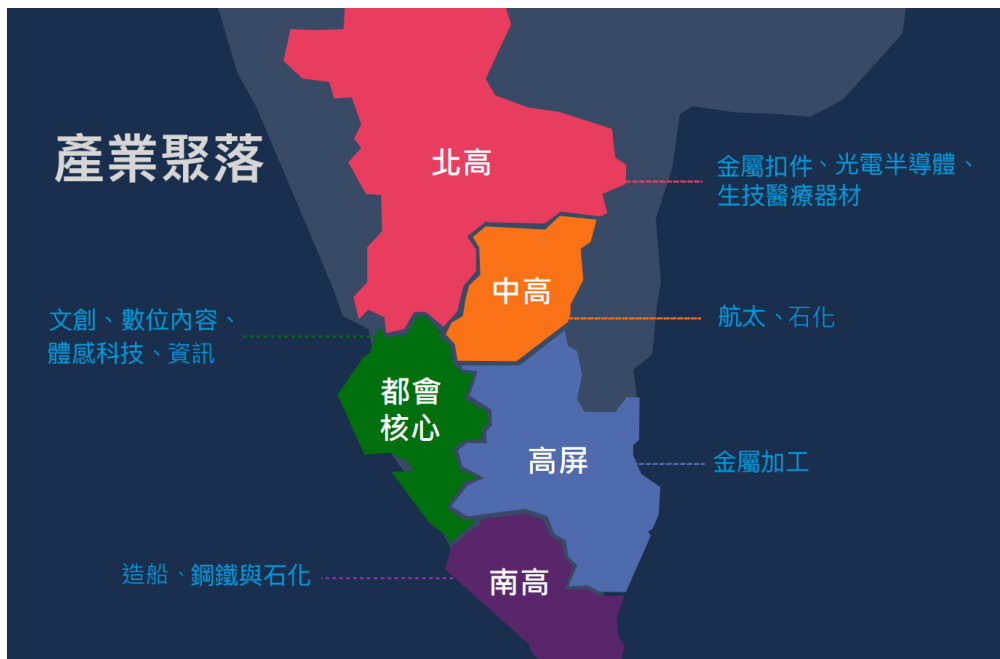 產業聚落
北高
金屬扣件、光電半導體、
生技醫療器材
中高
航太、石化
文創、數位內容、
體感科技、資訊
都會
核心
高屏
金屬加工
南高
造船、鋼鐵與石化